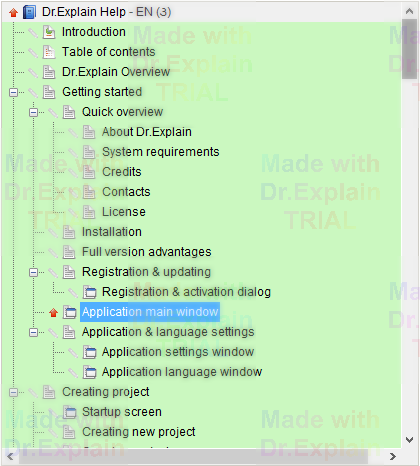 Dr.Explain Help - EN (3)
Introduction
Table of contents
Dr.Explain Overview
Getting started
Quick overview
About Dr.Explain
System requirements
Credits
Contacts
License
Installation
Full version advantages
Registration & updating
Registration & activation dialog
Application main window
Application & language settings
Application settings window
Application language window
Creating project
Startup screen
Creating new project
Made with
Dr.Explain
TRIAL
Made with
Dr.Explain
TRIAL
Made with
Dr.Explain
TRIAL
Made with
Dr.Explain
TRIAL
Made with
Dr.Explain
Made with
Dr.Explain